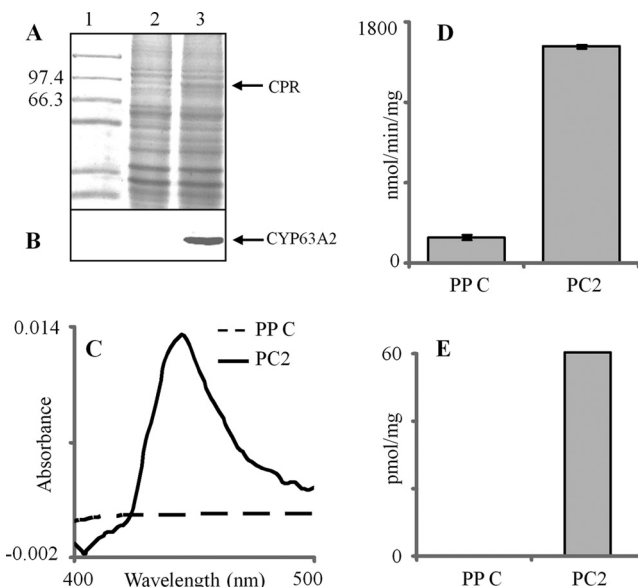 A
1 2 3
97.4
66.3
CPR
B
CYP63A2
C
0.014
-0.002
Absorbance
PP C
PC2
400
500
Wavelength (nm)
D
1800
0
nmol/min/mg
PP C
PC2
E
60
0
pmol/mg
PP C
PC2